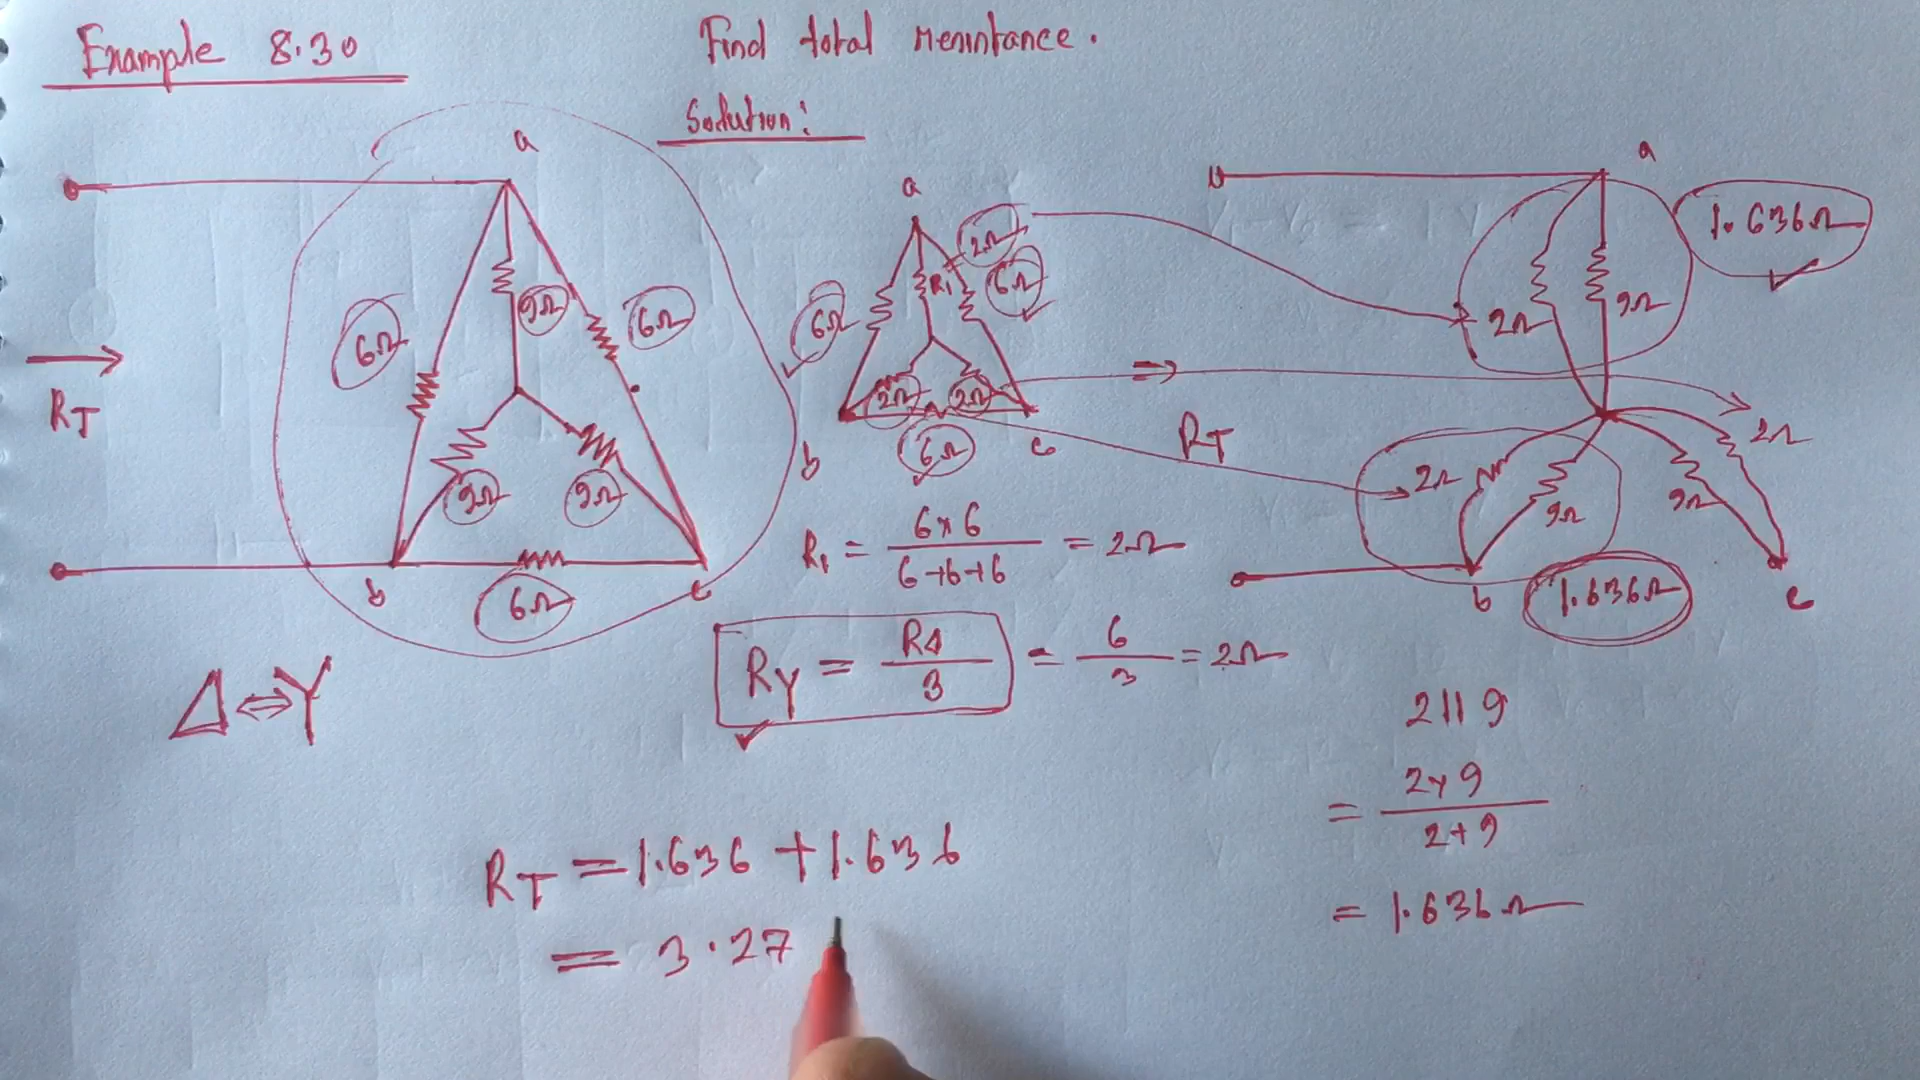 Example 8.30
Find total resistance.
Solution:
a
6Ω
9Ω
6Ω
RT
9Ω
9Ω
b
6Ω
c
Δ⇔Y
a
2Ω
R1
6Ω
6Ω
2Ω
2Ω
b
6Ω
c
⇒
RT
R1 = 6×6 / 6+6+6 = 2Ω
RY = RΔ / 3 = 6 / 3 = 2Ω
a
1.636Ω
2Ω
9Ω
2Ω
2Ω
9Ω
9Ω
b
1.636Ω
c
2||9
= 2×9 / 2+9
= 1.636Ω
RT = 1.636 + 1.636
= 3.27